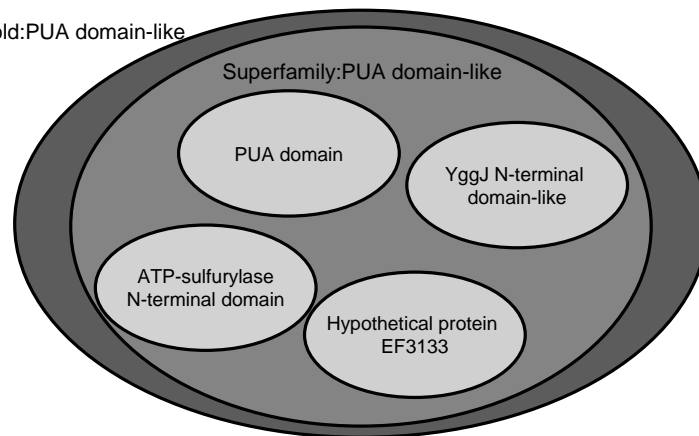 old:PUA domain-like
Superfamily:PUA domain-like
PUA domain
YggJ N-terminal
domain-like
ATP-sulfurylase
N-terminal domain
Hypothetical protein
EF3133